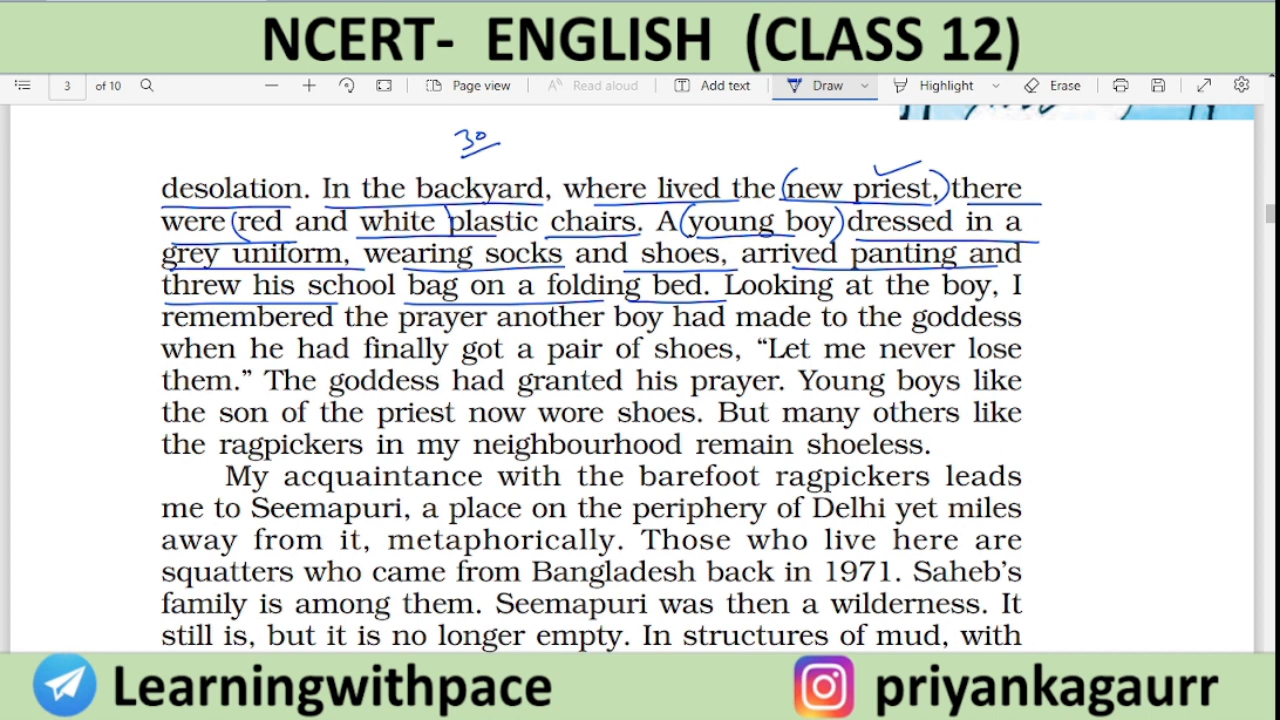 NCERT- ENGLISH (CLASS 12)
3 of 10 Page view Read aloud Add text Draw Highlight Erase
30
desolation. In the backyard, where lived the new priest, there
were red and white plastic chairs. A young boy dressed in a
grey uniform, wearing socks and shoes, arrived panting and
threw his school bag on a folding bed. Looking at the boy, I
remembered the prayer another boy had made to the goddess
when he had finally got a pair of shoes, “Let me never lose
them.” The goddess had granted his prayer. Young boys like
the son of the priest now wore shoes. But many others like
the ragpickers in my neighbourhood remain shoeless.
My acquaintance with the barefoot ragpickers leads
me to Seemapuri, a place on the periphery of Delhi yet miles
away from it, metaphorically. Those who live here are
squatters who came from Bangladesh back in 1971. Saheb’s
family is among them. Seemapuri was then a wilderness. It
still is, but it is no longer empty. In structures of mud, with
Learningwithpace priyankagaurr